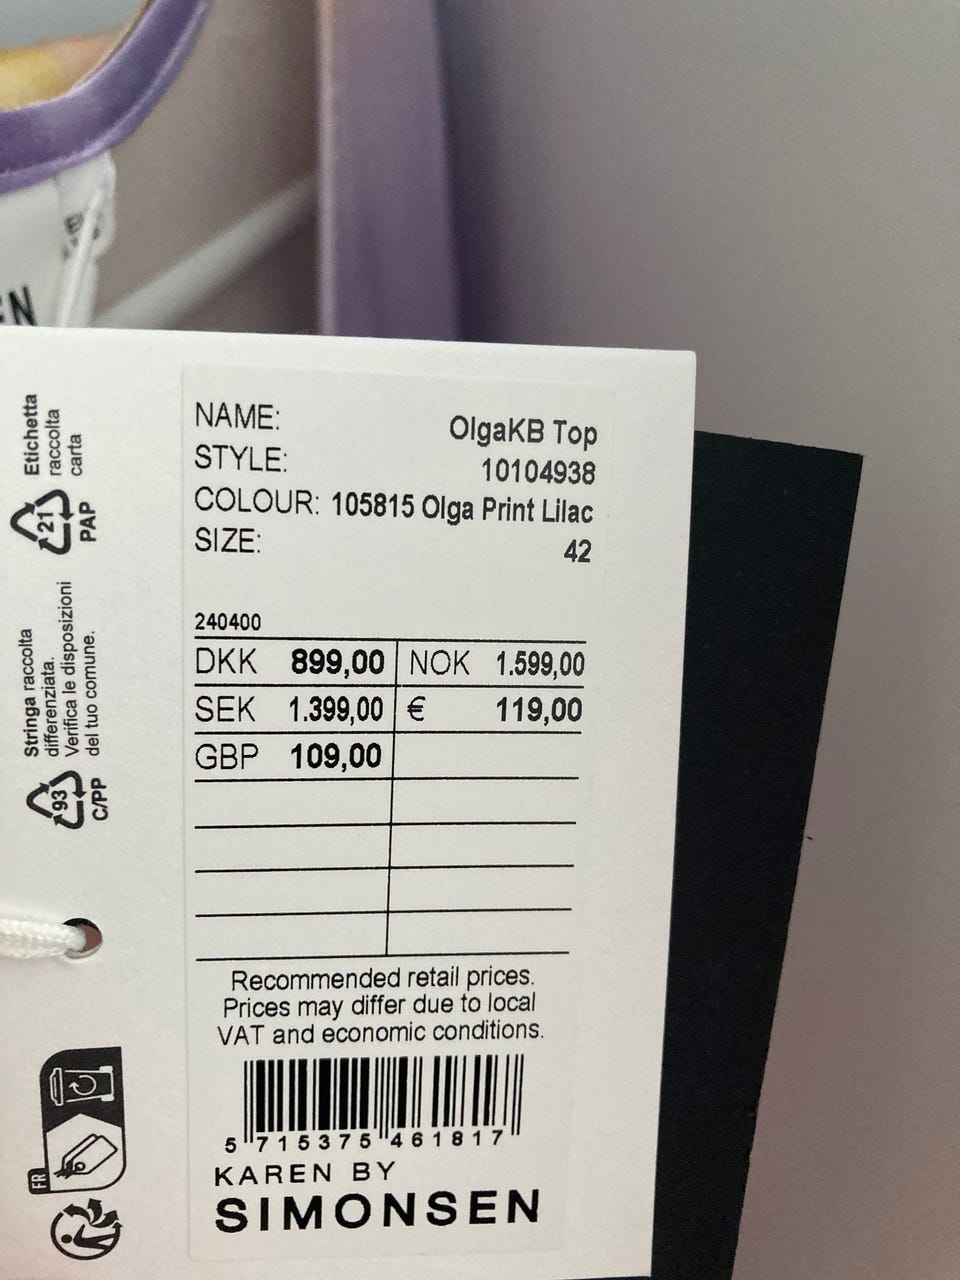 EN
Etichetta
raccolta
carta
21
PAP
Stringa raccolta
differenziata.
Verifica le disposizioni
del tuo comune.
93
C/PP
FR
NAME: OlgaKB Top
STYLE: 10104938
COLOUR: 105815 Olga Print Lilac
SIZE: 42
240400
DKK 899,00 NOK 1.599,00
SEK 1.399,00 € 119,00
GBP 109,00
Recommended retail prices.
Prices may differ due to local
VAT and economic conditions.
5 715375 461817
KAREN BY
SIMONSEN